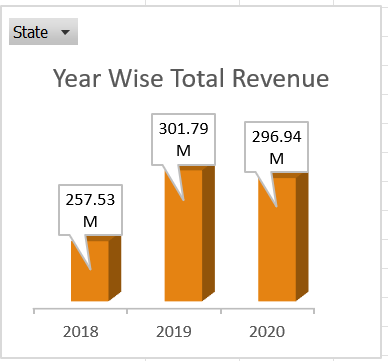 State
Year Wise Total Revenue
257.53
M
301.79
M
296.94
M
2018
2019
2020